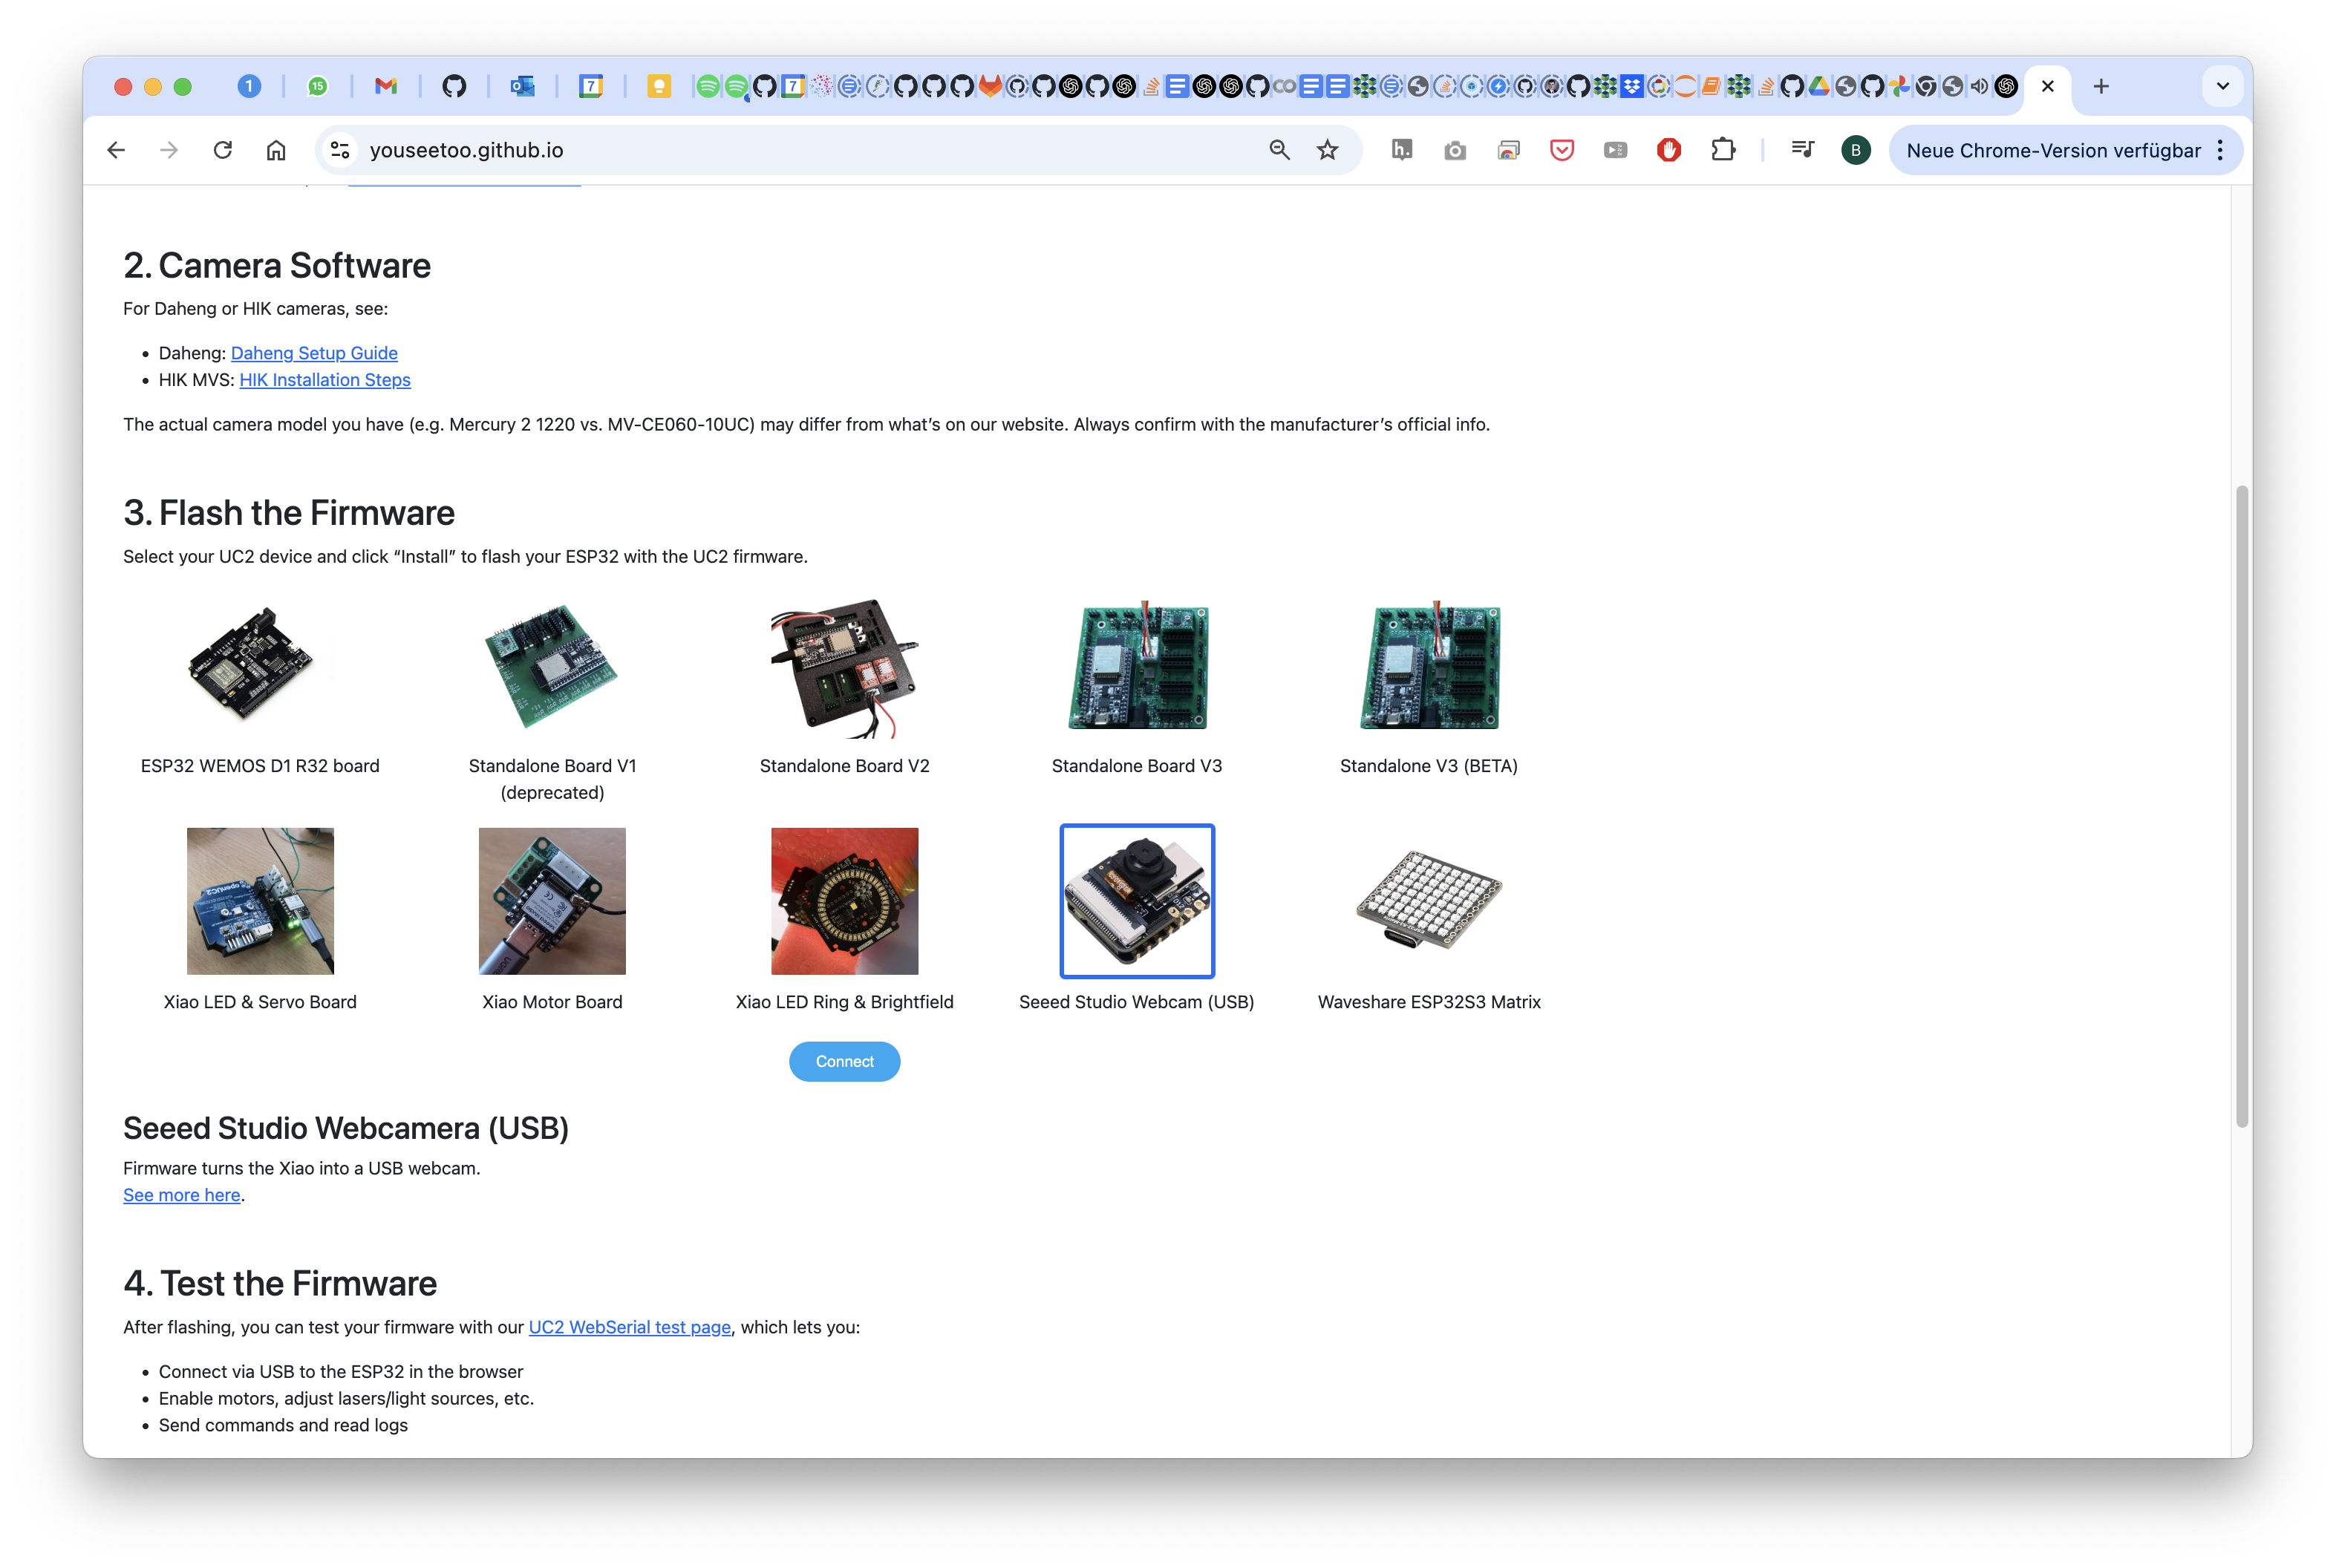 1
15
7
7
youseetoo.github.io
h.
B
Neue Chrome-Version verfügbar
2. Camera Software
For Daheng or HIK cameras, see:
• Daheng: Daheng Setup Guide
• HIK MVS: HIK Installation Steps
The actual camera model you have (e.g. Mercury 2 1220 vs. MV-CE060-10UC) may differ from what’s on our website. Always confirm with the manufacturer’s official info.
3. Flash the Firmware
Select your UC2 device and click “Install” to flash your ESP32 with the UC2 firmware.
ESP32 WEMOS D1 R32 board
Standalone Board V1
(deprecated)
Standalone Board V2
Standalone Board V3
Standalone V3 (BETA)
openUC2
Xiao LED & Servo Board
Xiao Motor Board
Xiao LED Ring & Brightfield
Seeed Studio Webcam (USB)
Waveshare ESP32S3 Matrix
Connect
Seeed Studio Webcamera (USB)
Firmware turns the Xiao into a USB webcam.
See more here.
4. Test the Firmware
After flashing, you can test your firmware with our UC2 WebSerial test page, which lets you:
• Connect via USB to the ESP32 in the browser
• Enable motors, adjust lasers/light sources, etc.
• Send commands and read logs